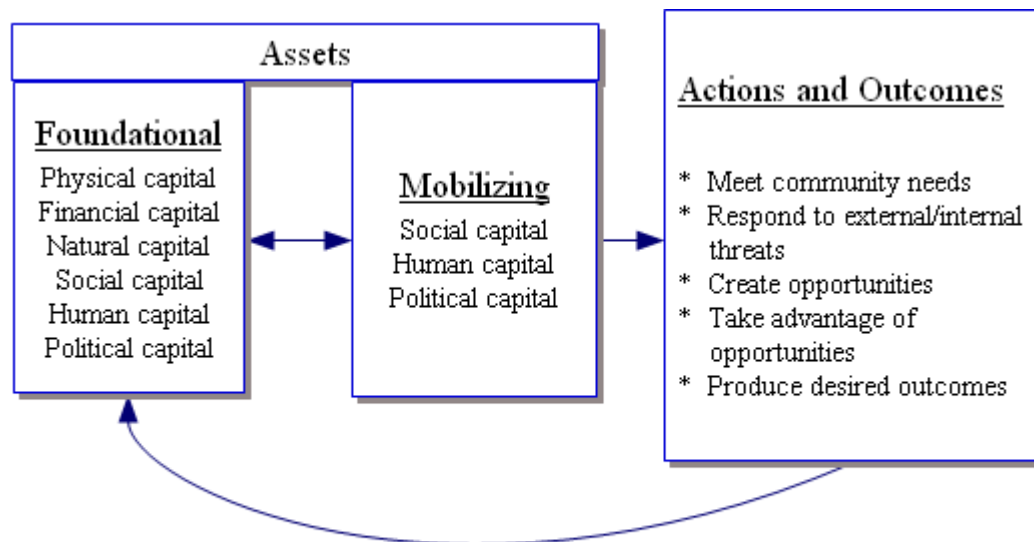 Assets
Foundational
Physical capital
Financial capital
Natural capital
Social capital
Human capital
Political capital
Mobilizing
Social capital
Human capital
Political capital
Actions and Outcomes
* Meet community needs
* Respond to external/internal
threats
* Create opportunities
* Take advantage of
opportunities
* Produce desired outcomes